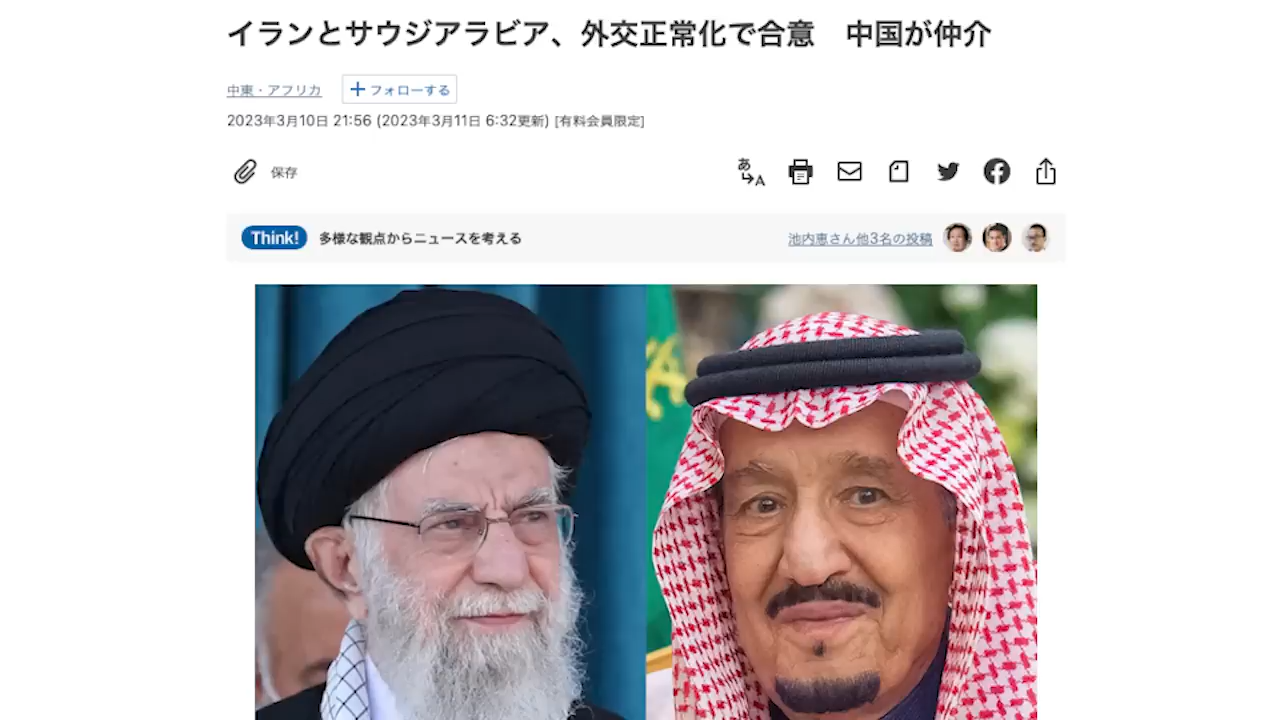 イランとサウジアラビア、外交正常化で合意　中国が仲介
中東・アフリカ
フォローする
2023年3月10日 21:56 (2023年3月11日 6:32更新) [有料会員限定]
保存
あ
A
Think!
多様な観点からニュースを考える
池内恵さん他3名の投稿